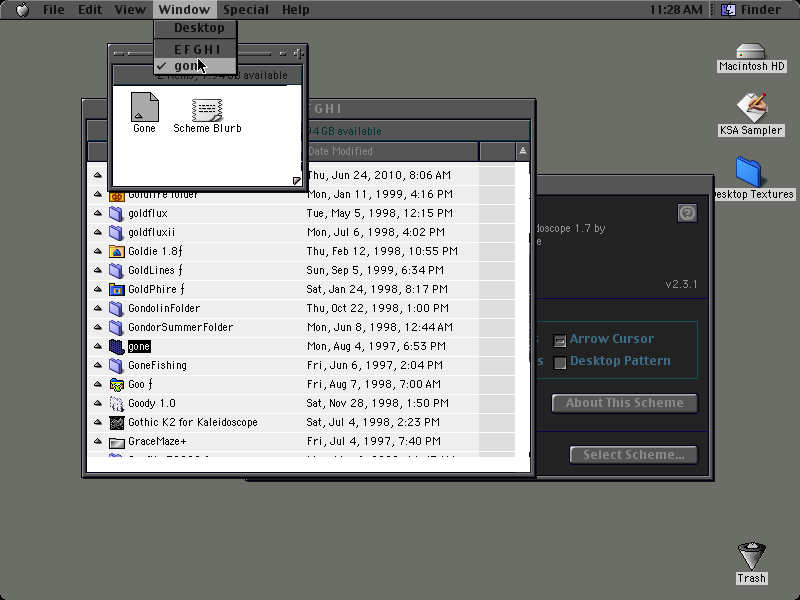 File Edit View Window Special Help 11:28 AM Finder
Desktop
E F G H I
gone
2 items, 1.94 GB available
Gone
Scheme Blurb
Macintosh HD
KSA Sampler
Desktop Textures
Trash
F G H I
94 GB available
Date Modified
Thu, Jun 24, 2010, 8:06 AM
Goldfire folder Mon, Jan 11, 1999, 4:16 PM
goldflux Tue, May 5, 1998, 12:15 PM
goldfluxii Mon, Jul 6, 1998, 4:02 PM
Goldie 1.8ƒ Thu, Feb 12, 1998, 10:55 PM
GoldLines ƒ Sun, Sep 5, 1999, 6:34 PM
GoldPhire ƒ Sat, Jan 24, 1998, 8:17 PM
GondolinFolder Thu, Oct 22, 1998, 1:00 PM
GondorSummerFolder Mon, Jun 8, 1998, 12:44 AM
gone Mon, Aug 4, 1997, 6:53 PM
GoneFishing Fri, Jun 6, 1997, 2:04 PM
Goo ƒ Fri, Aug 7, 1998, 7:00 AM
Goody 1.0 Sat, Nov 28, 1998, 1:50 PM
Gothic K2 for Kaleidoscope Sat, Jul 4, 1998, 2:23 PM
GraceMaze+ Fri, Jul 4, 1997, 7:40 PM
doscope 1.7 by
e
v2.3.1
s Arrow Cursor
s Desktop Pattern
About This Scheme
Select Scheme...